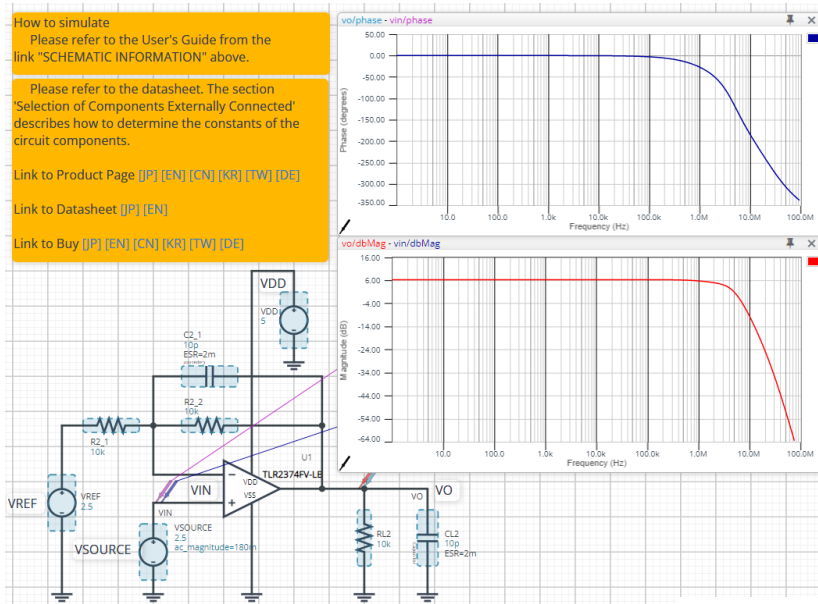 How to simulate
Please refer to the User's Guide from the
link "SCHEMATIC INFORMATION" above.
Please refer to the datasheet. The section
'Selection of Components Externally Connected'
describes how to determine the constants of the
circuit components.
Link to Product Page [JP] [EN] [CN] [KR] [TW] [DE]
Link to Datasheet [JP] [EN]
Link to Buy [JP] [EN] [CN] [KR] [TW] [DE]
vo/phase - vin/phase
Phase (degrees)
50.00
0.00
-50.00
-100.00
-150.00
-200.00
-250.00
-300.00
-350.00
10.0 100.0 1.0k 10.0k 100.0k 1.0M 10.0M 100.0M
Frequency (Hz)
vo/dbMag - vin/dbMag
Magnitude (dB)
16.00
6.00
-4.00
-14.00
-24.00
-34.00
-44.00
-54.00
-64.00
10.0 100.0 1.0k 10.0k 100.0k 1.0M 10.0M 100.0M
Frequency (Hz)
VDD
VDD
5
C2_1
10p
ESR=2m
R2_2
10k
R2_1
10k
U1
TLR2374FV-LB
VDD
VSS
VIN
VIN
VREF
VREF
2.5
VSOURCE
VSOURCE
2.5
ac_magnitude=180m
VO
VO
RL2
10k
CL2
10p
ESR=2m